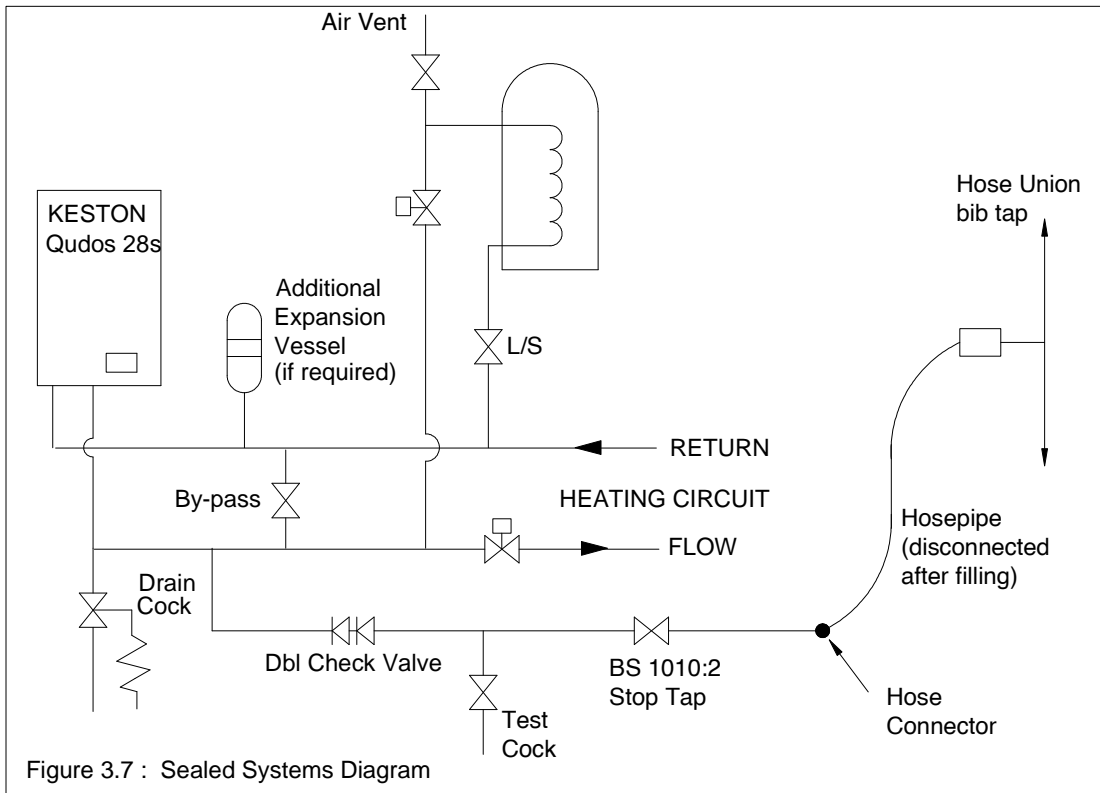 Air Vent
KESTON
Qudos 28s
Hose Union
bib tap
Additional
Expansion
Vessel
(if required)
L/S
RETURN
By-pass
HEATING CIRCUIT
FLOW
Hosepipe
(disconnected
after filling)
Drain
Cock
Dbl Check Valve
BS 1010:2
Stop Tap
Test
Cock
Hose
Connector
Figure 3.7 : Sealed Systems Diagram